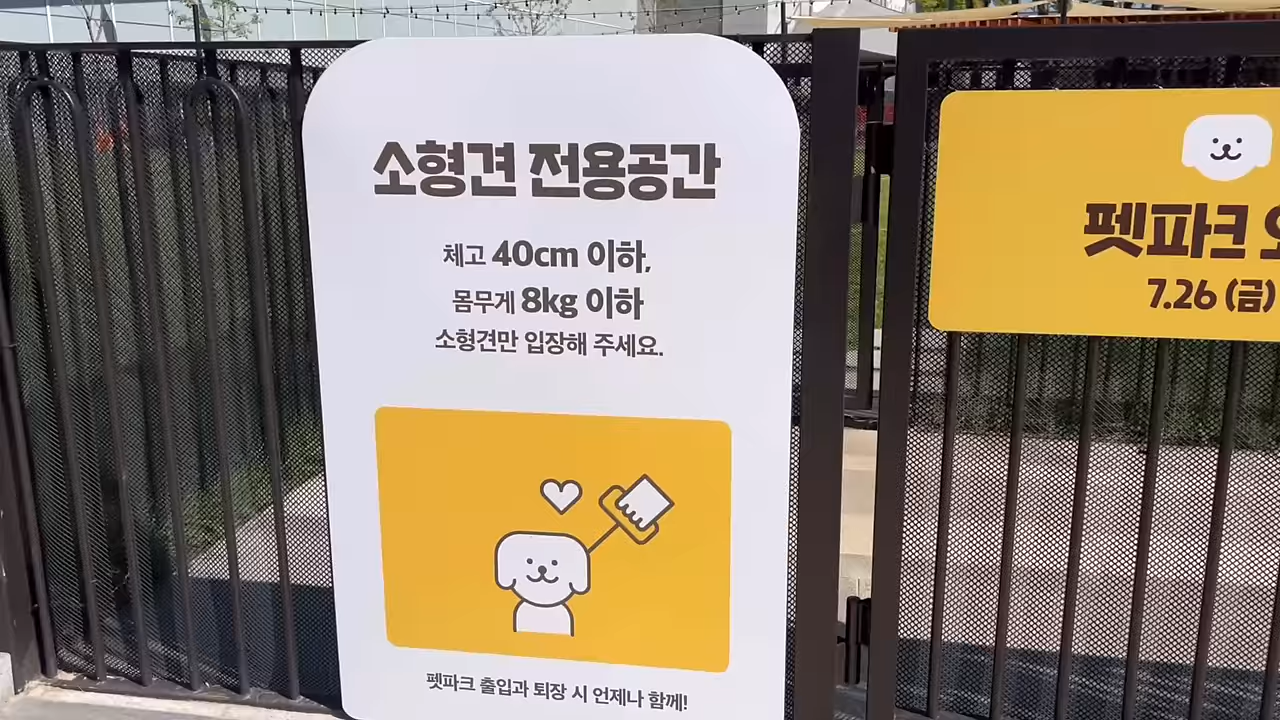 소형견 전용공간
체고 40cm 이하,
몸무게 8kg 이하
소형견만 입장해 주세요.
펫파크 출입과 퇴장 시 언제나 함께!
펫파크
7.26 (금)